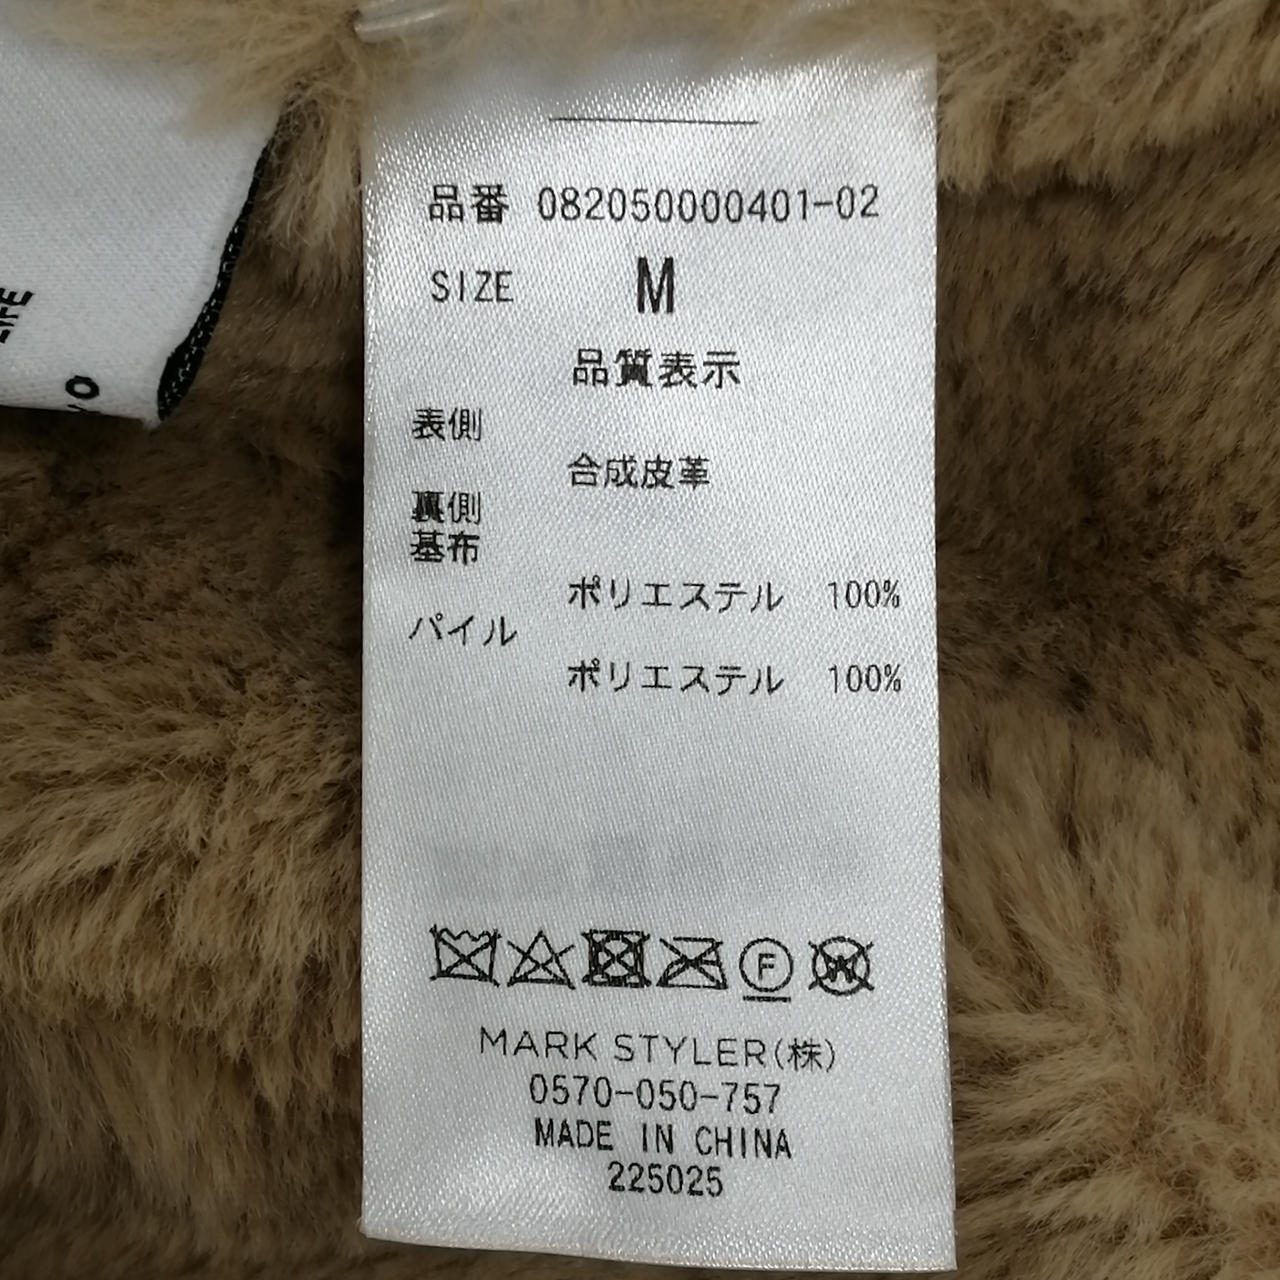 品番 082050000401-02
SIZE M
品質表示
表側
合成皮革
裏側
基布
ポリエステル 100%
パイル
ポリエステル 100%
F
W
MARK STYLER(株)
0570-050-757
MADE IN CHINA
225025